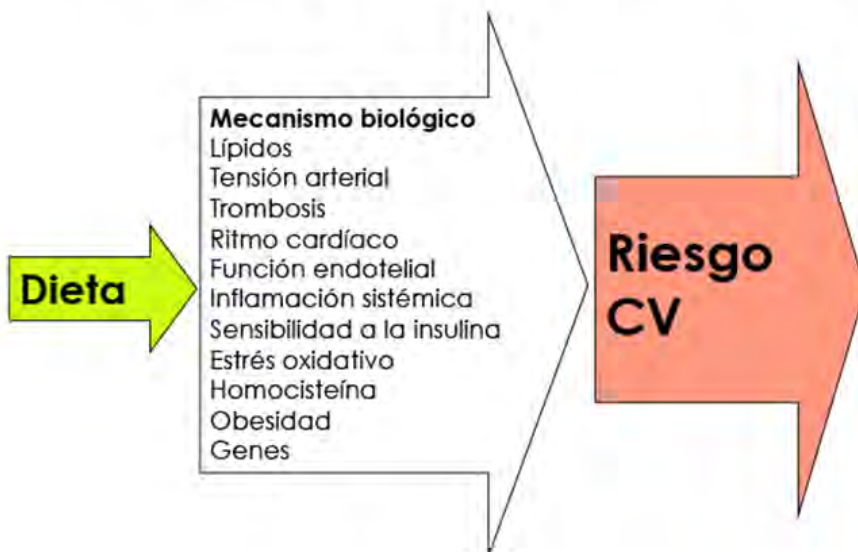 Dieta
Mecanismo biológico
Lípidos
Tensión arterial
Trombosis
Ritmo cardíaco
Función endotelial
Inflamación sistémica
Sensibilidad a la insulina
Estrés oxidativo
Homocisteína
Obesidad
Genes
Riesgo
CV